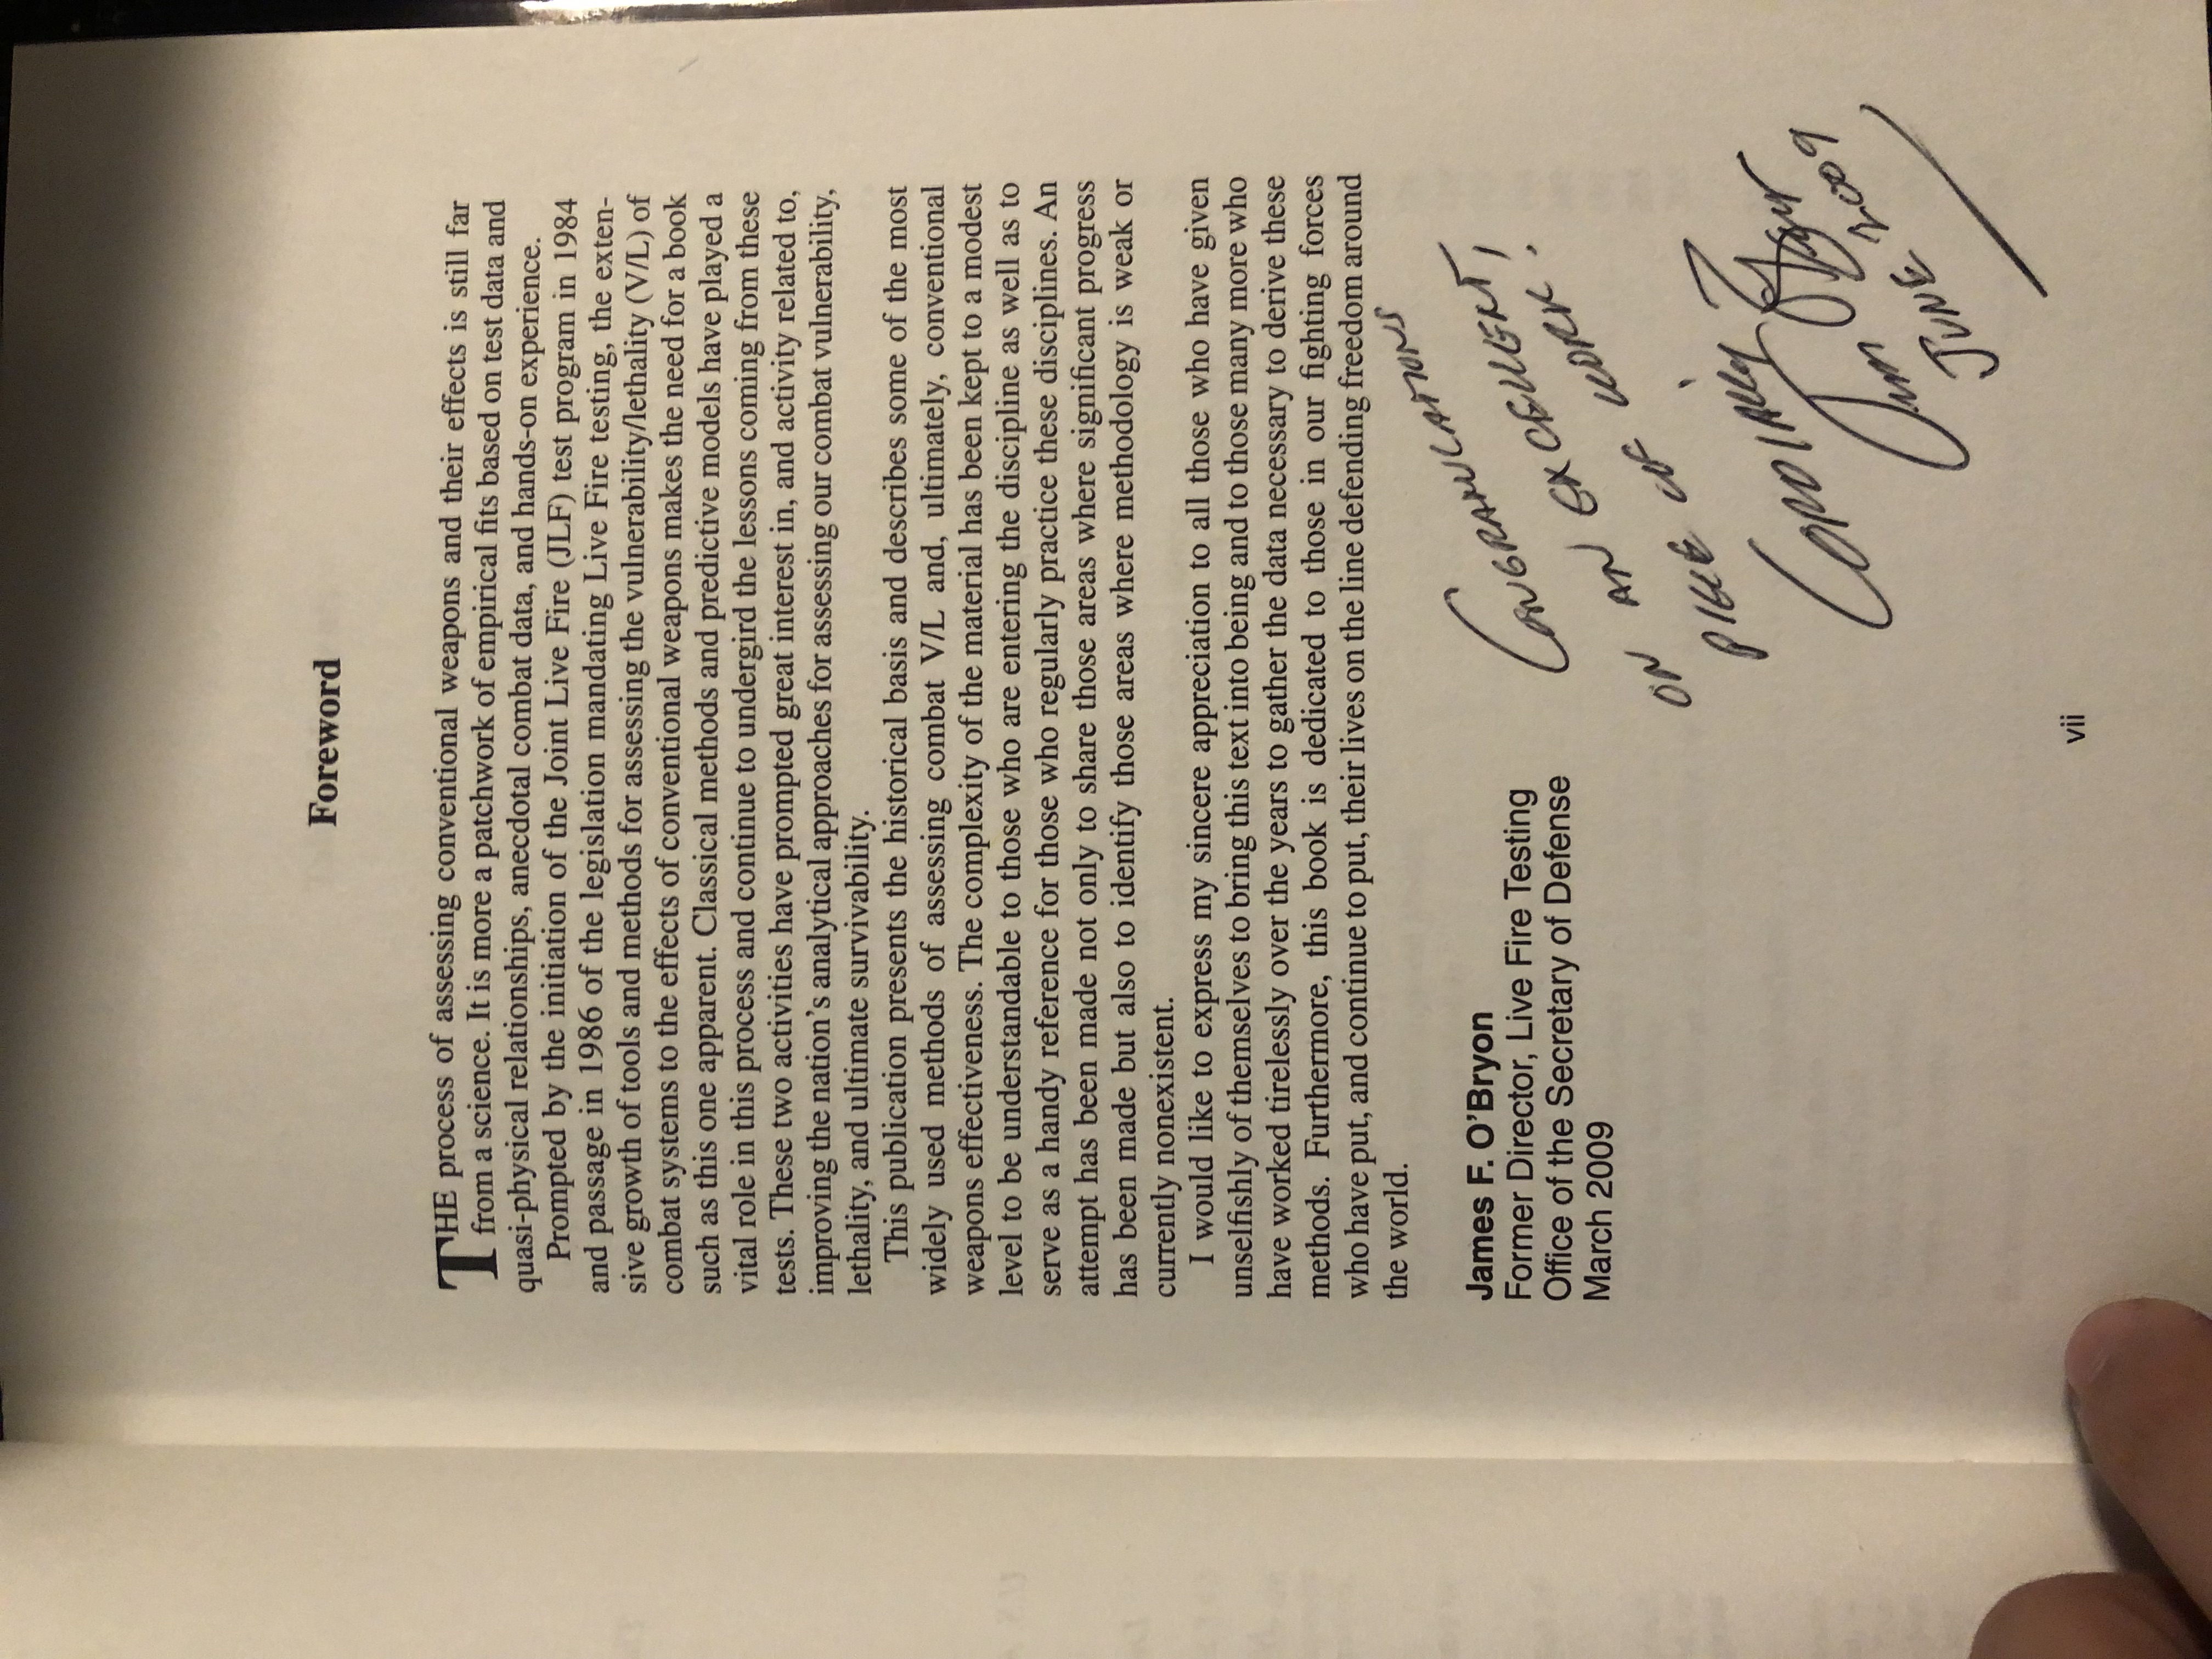 Foreword
THE process of assessing conventional weapons and their effects is still far
from a science. It is more a patchwork of empirical fits based on test data and
quasi-physical relationships, anecdotal combat data, and hands-on experience.
Prompted by the initiation of the Joint Live Fire (JLF) test program in 1984
and passage in 1986 of the legislation mandating Live Fire testing, the exten-
sive growth of tools and methods for assessing the vulnerability/lethality (V/L) of
combat systems to the effects of conventional weapons makes the need for a book
such as this one apparent. Classical methods and predictive models have played a
vital role in this process and continue to undergird the lessons coming from these
tests. These two activities have prompted great interest in, and activity related to,
improving the nation's analytical approaches for assessing our combat vulnerability,
lethality, and ultimate survivability.
This publication presents the historical basis and describes some of the most
widely used methods of assessing combat V/L and, ultimately, conventional
weapons effectiveness. The complexity of the material has been kept to a modest
level to be understandable to those who are entering the discipline as well as to
serve as a handy reference for those who regularly practice these disciplines. An
attempt has been made not only to share those areas where significant progress
has been made but also to identify those areas where methodology is weak or
currently nonexistent.
I would like to express my sincere appreciation to all those who have given
unselfishly of themselves to bring this text into being and to those many more who
have worked tirelessly over the years to gather the data necessary to derive these
methods. Furthermore, this book is dedicated to those in our fighting forces
who have put, and continue to put, their lives on the line defending freedom around
the world.
James F. O'Bryon
Former Director, Live Fire Testing
Office of the Secretary of Defense
March 2009
CONGRATULATIONS
ON AN EXCELLENT
PIECE OF WORK!
CORDIALLY
Jim O'Bryon
JUNE 2009
vii